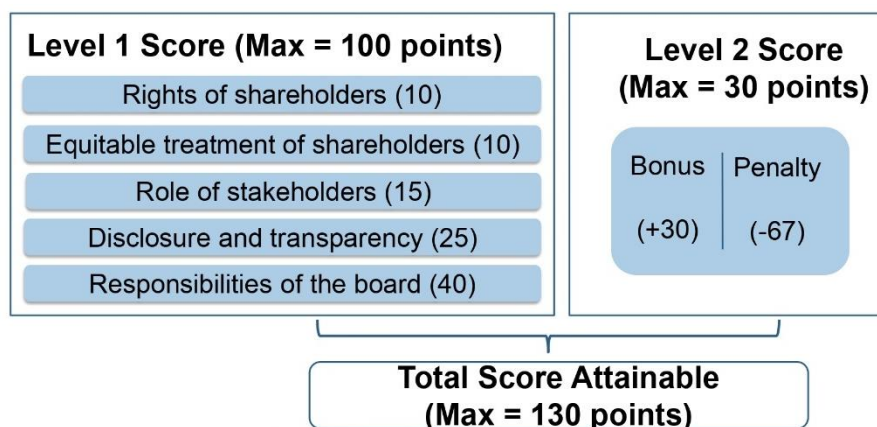 Level 1 Score (Max = 100 points)
Rights of shareholders (10)
Equitable treatment of shareholders (10)
Role of stakeholders (15)
Disclosure and transparency (25)
Responsibilities of the board (40)
Level 2 Score
(Max = 30 points)
Bonus
(+30)
Penalty
(-67)
Total Score Attainable
(Max = 130 points)